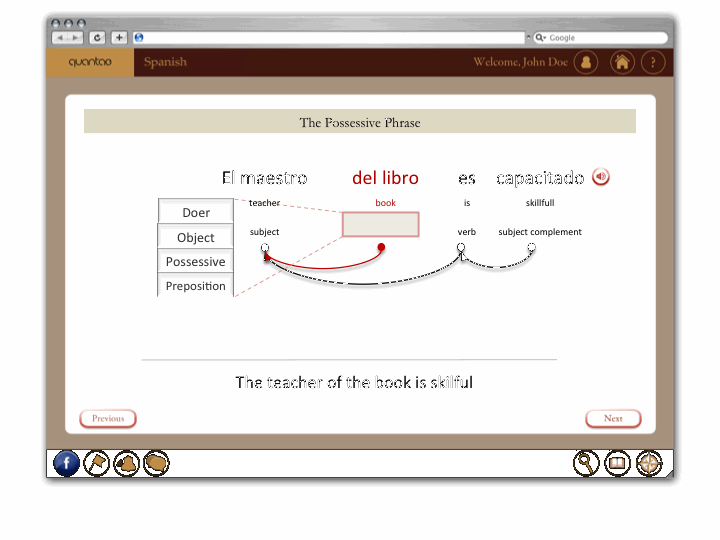 Google
quantao
Spanish
Welcome, John Doe
?
The Possessive Phrase
El maestro del libro es capacitado
teacher book is skillfull
Doer
Object
Possessive
Preposition
subject verb subject complement
The teacher of the book is skilful
Previous
Next
f